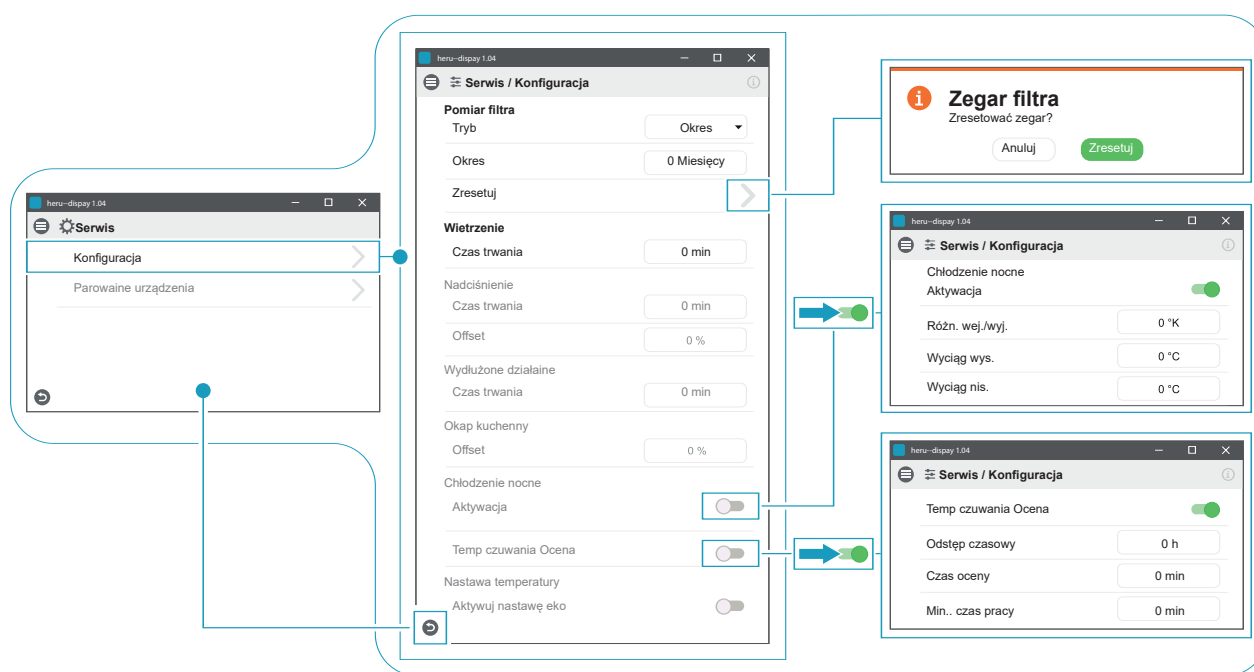 heru--dispay 1.04
Serwis
Konfiguracja
Parowaine urządzenia
heru--dispay 1.04
Serwis / Konfiguracja
Pomiar filtra
Tryb Okres
Okres 0 Miesięcy
Zresetuj
Wietrzenie
Czas trwania 0 min
Nadciśnienie
Czas trwania 0 min
Offset 0 %
Wydłużone działaine
Czas trwania 0 min
Okap kuchenny
Offset 0 %
Chłodzenie nocne
Aktywacja
Temp czuwania Ocena
Nastawa temperatury
Aktywuj nastawę eko
Zegar filtra
Zresetować zegar?
Anuluj Zresetuj
heru--dispay 1.04
Serwis / Konfiguracja
Chłodzenie nocne
Aktywacja
Różn. wej./wyj. 0 °K
Wyciąg wys. 0 °C
Wyciąg nis. 0 °C
heru--dispay 1.04
Serwis / Konfiguracja
Temp czuwania Ocena
Odstęp czasowy 0 h
Czas oceny 0 min
Min.. czas pracy 0 min